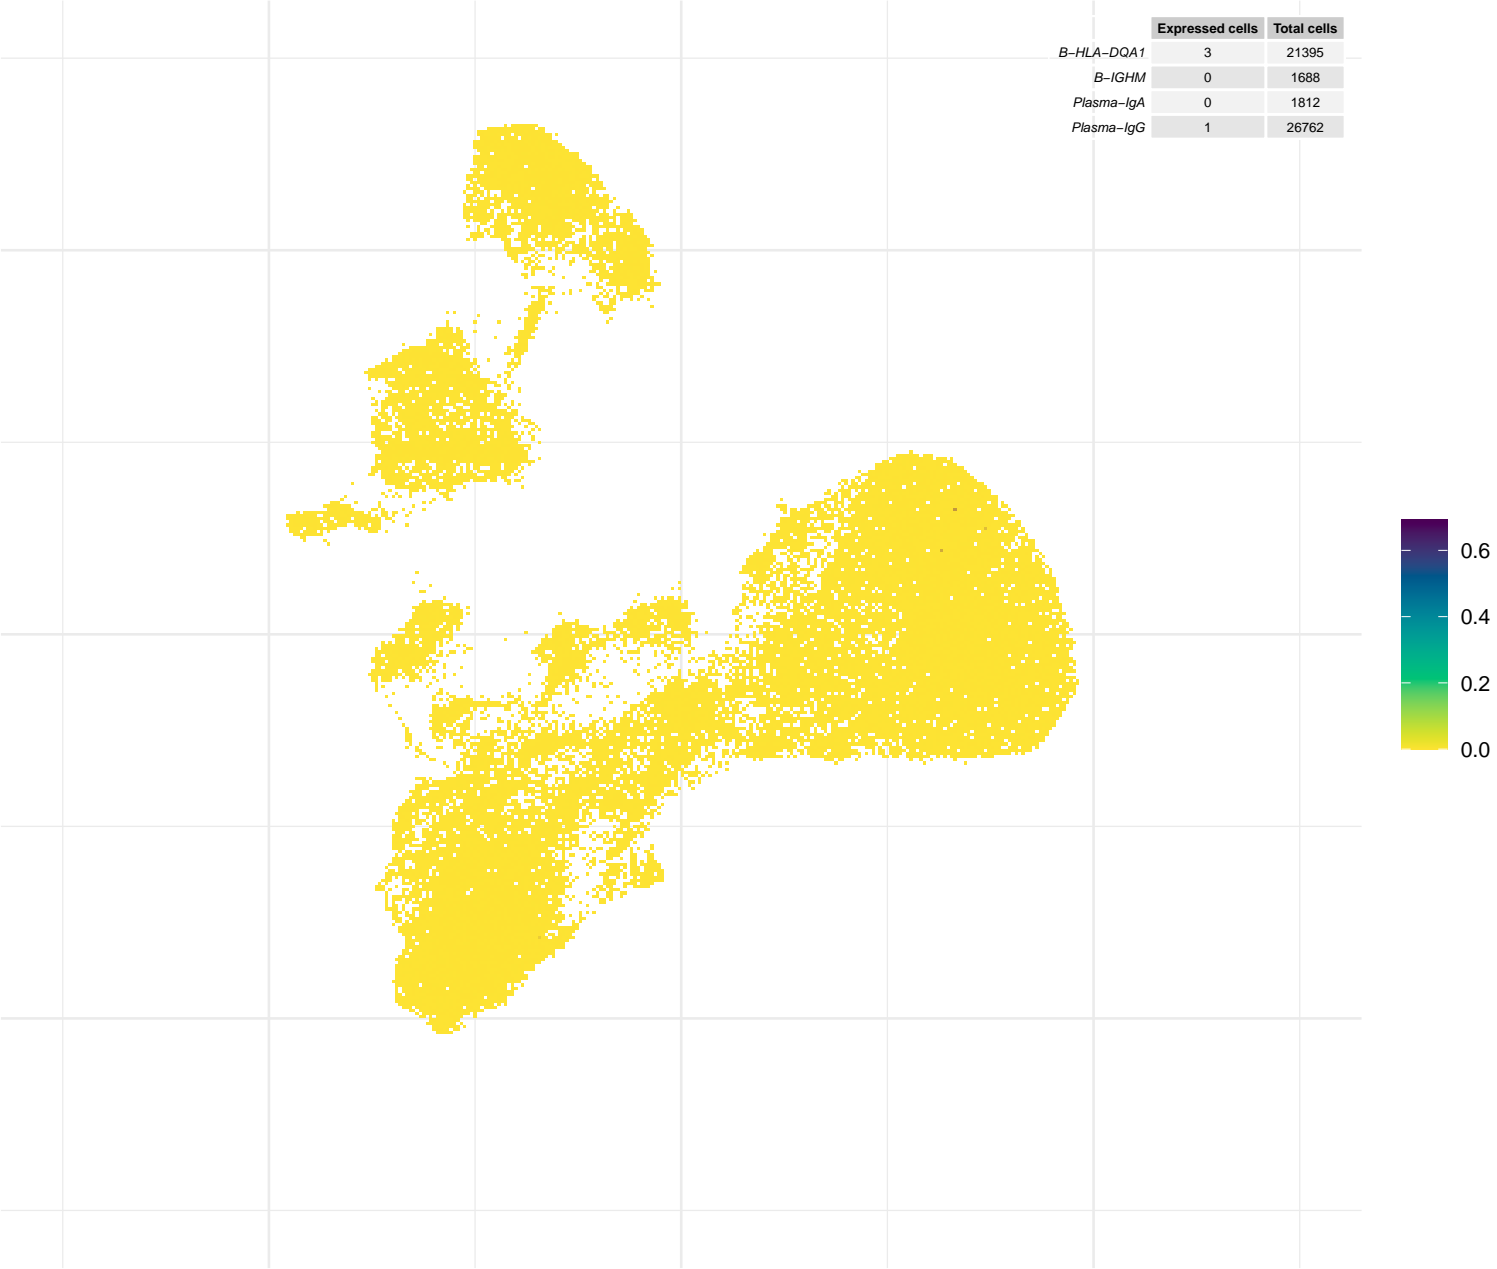 Expressed cells Total cells
B−HLA−DQA1 3 21395
B−IGHM 0 1688
Plasma−IgA 0 1812
Plasma−IgG 1 26762
0.6
0.4
0.2
0.0